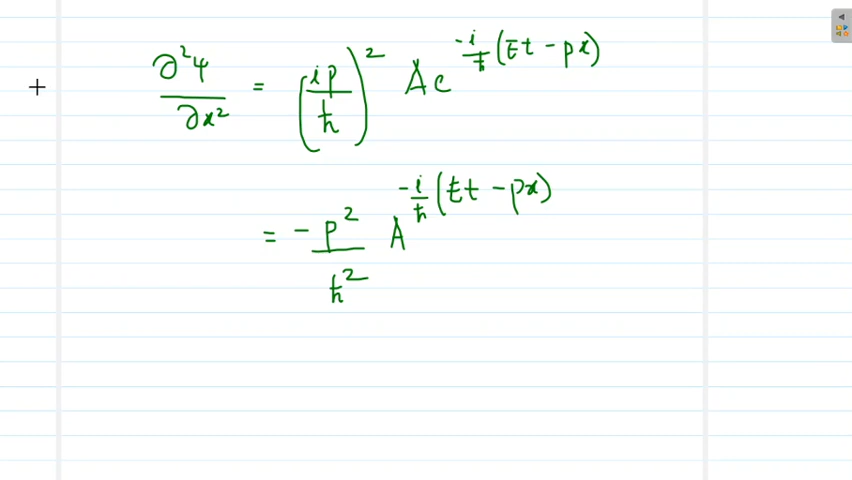 ∂²ψ/∂x² = (ip/ħ)² A e^{-i/ħ (Et - px)}
= -p²/ħ² A^{-i/ħ (Et - px)}